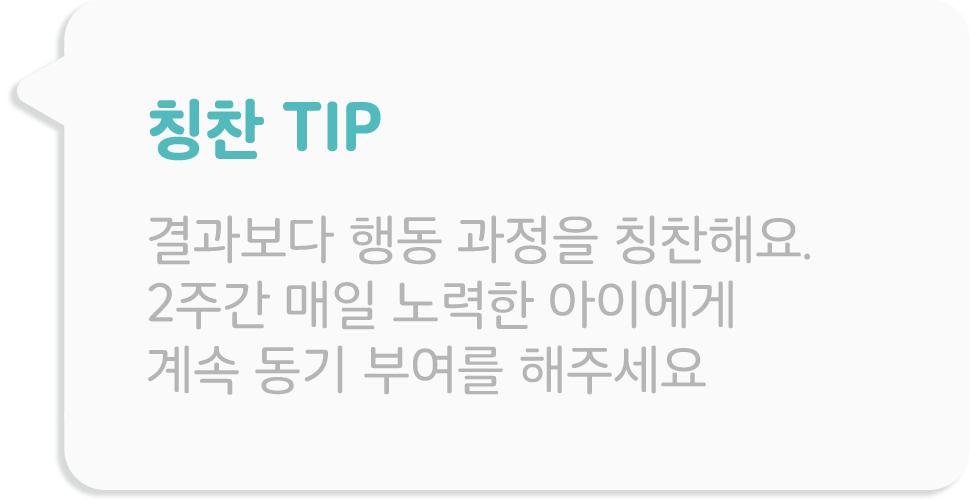 칭찬 TIP
결과보다 행동 과정을 칭찬해요.
2주간 매일 노력한 아이에게
계속 동기 부여를 해주세요